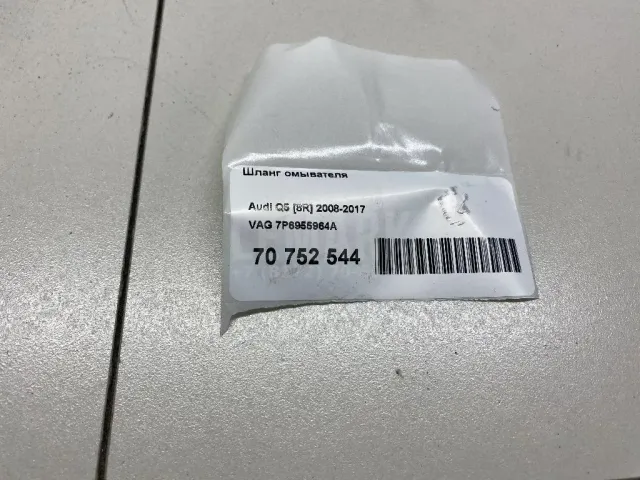 Шланг омывателя
Audi Q5 [8R] 2008-2017
VAG 7P6955964A
70 752 544